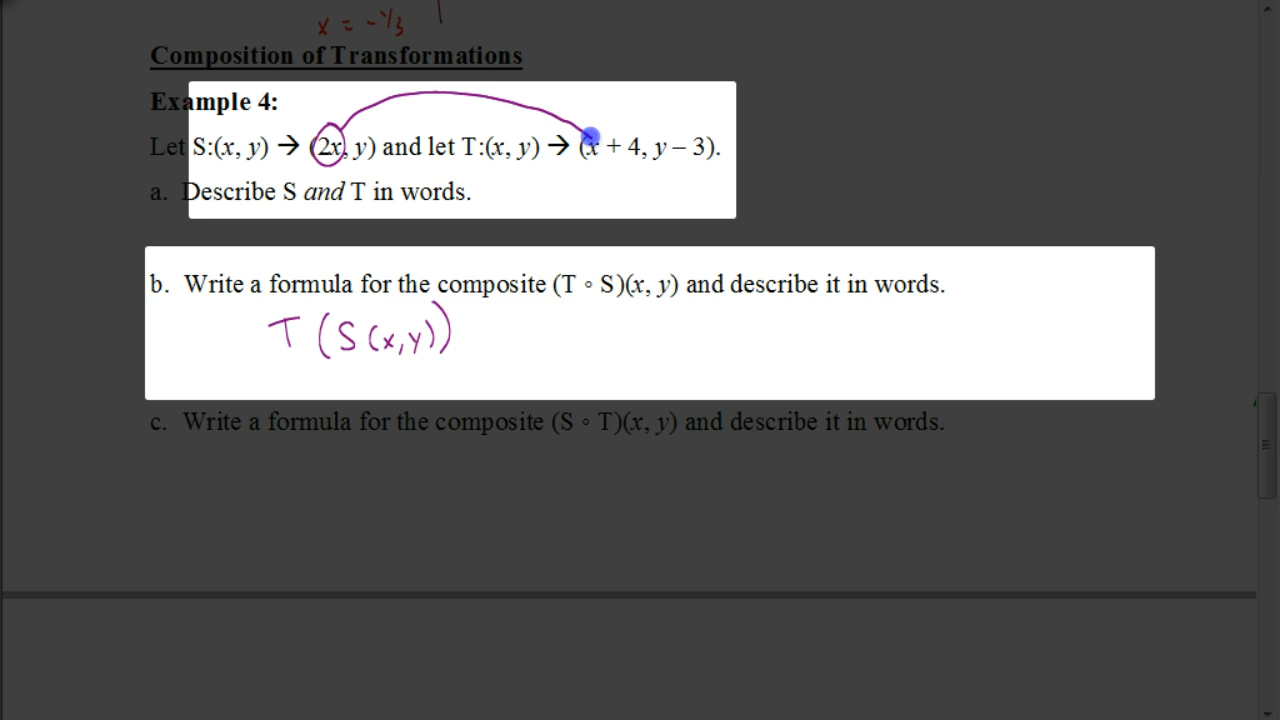 x = -1/3
Composition of Transformations
Example 4:
Let S:(x, y) → (2x, y) and let T:(x, y) → (x + 4, y – 3).
a. Describe S and T in words.
b. Write a formula for the composite (T ∘ S)(x, y) and describe it in words.
T (S (x,y))
c. Write a formula for the composite (S ∘ T)(x, y) and describe it in words.